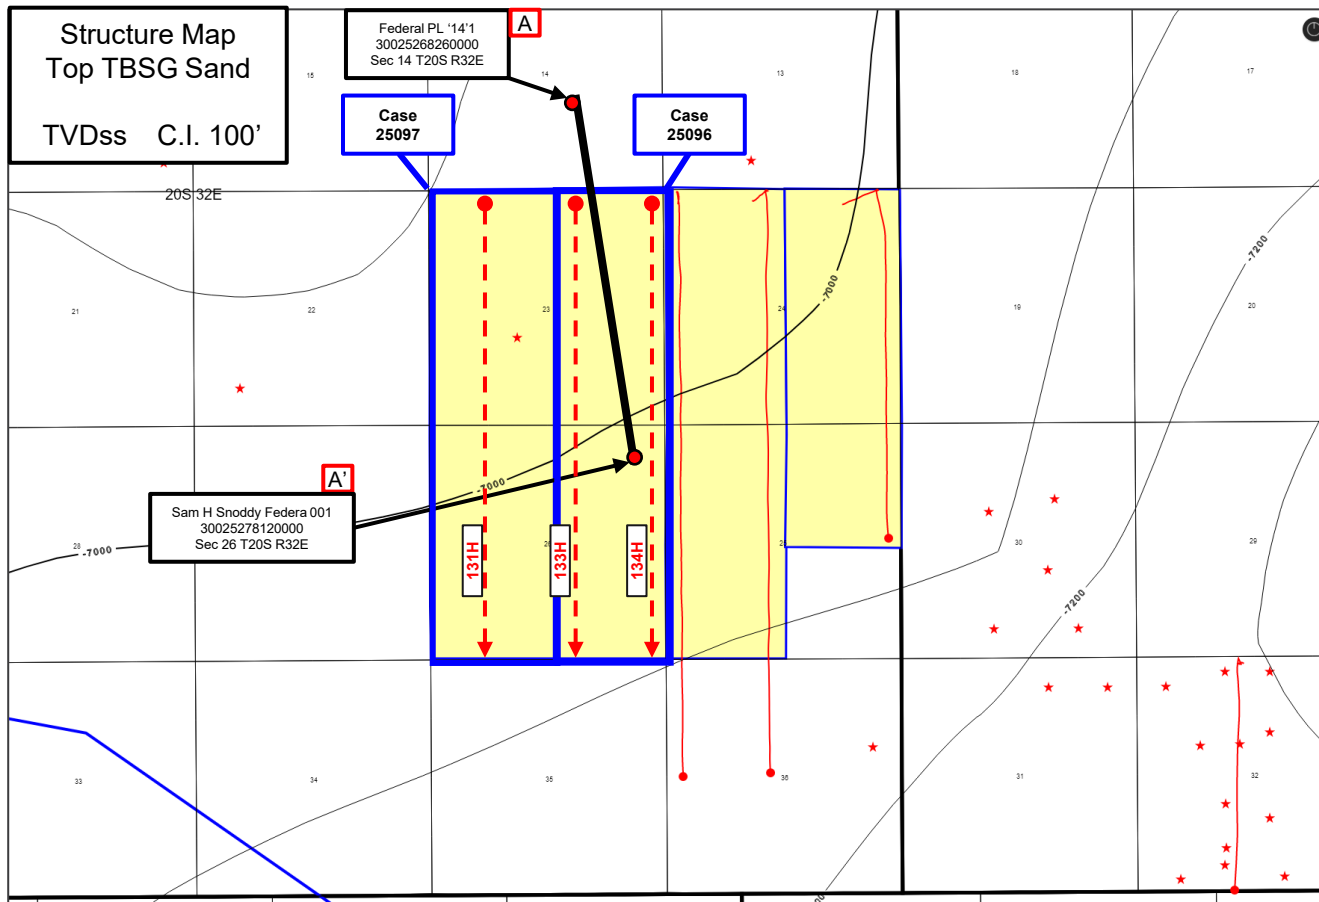 Structure Map
Top TBSG Sand
TVDss C.I. 100’
Federal PL ‘14’1
30025268260000
Sec 14 T20S R32E
A
Case
25097
Case
25096
15
14
13
18
17
20S 32E
-7200
-7000
21
22
23
24
19
20
A'
Sam H Snoddy Federa 001
30025278120000
Sec 26 T20S R32E
-7000
-7000
28
131H
133H
134H
30
29
-7200
33
34
35
36
31
32